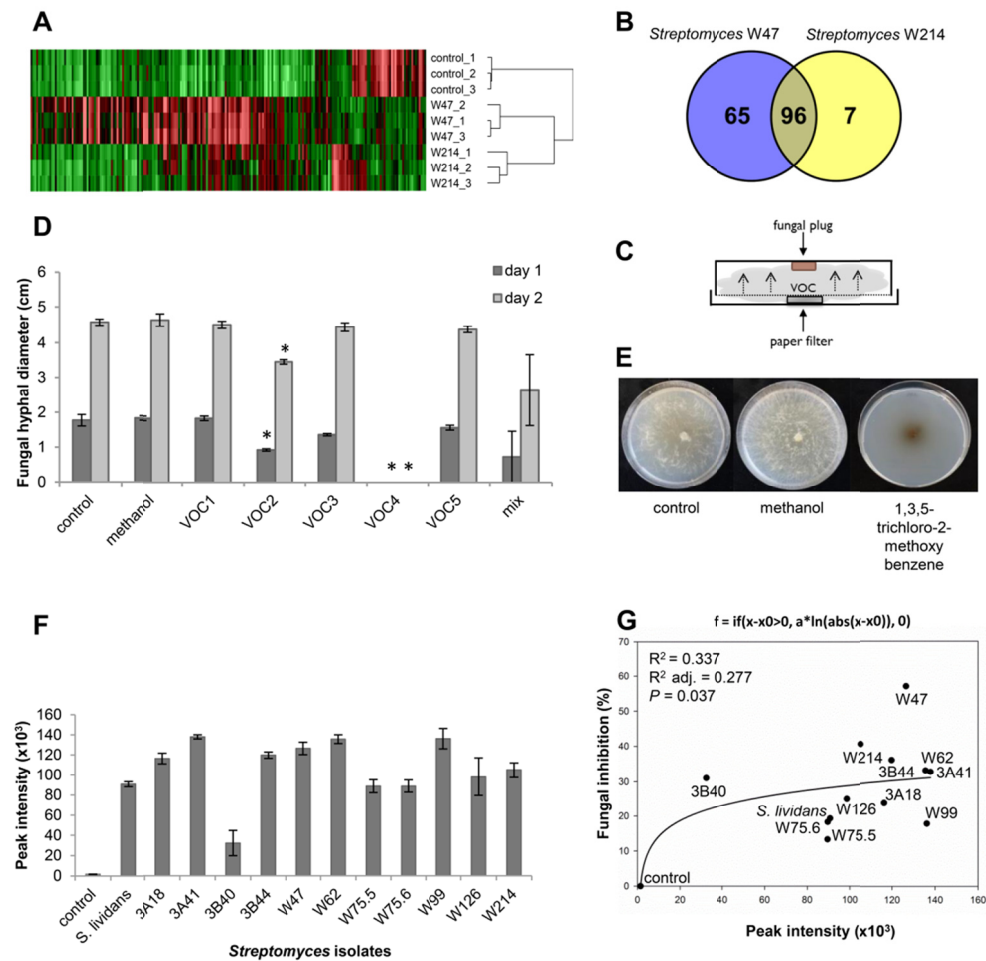 A
control_1
control_2
control_3
W47_2
W47_1
W47_3
W214_1
W214_2
W214_3
B
Streptomyces W47
Streptomyces W214
65
96
7
C
fungal plug
VOC
paper filter
D
Fungal hyphal diameter (cm)
6
5
4
3
2
1
0
day 1
day 2
*
*
* *
control
methanol
VOC1
VOC2
VOC3
VOC4
VOC5
mix
E
control
methanol
1,3,5-
trichloro-2-
methoxy
benzene
F
Peak intensity (x10³)
160
140
120
100
80
60
40
20
0
control
S. lividans
3A18
3A41
3B40
3B44
W47
W62
W75.5
W75.6
W99
W126
W214
Streptomyces isolates
G
f = if(x-x0>0, a*ln(abs(x-x0)), 0)
R² = 0.337
R² adj. = 0.277
P = 0.037
Fungal inhibition (%)
70
60
50
40
30
20
10
0
W47
W214
W62
3B44
3A41
3B40
3A18
W126
S. lividans
W75.6
W75.5
W99
control
0
20
40
60
80
100
120
140
160
Peak intensity (x10³)